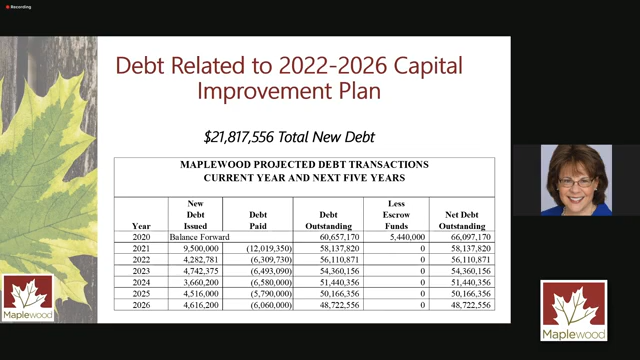 Recording
Debt Related to 2022-2026 Capital
Improvement Plan
$21,817,556 Total New Debt
MAPLEWOOD PROJECTED DEBT TRANSACTIONS
CURRENT YEAR AND NEXT FIVE YEARS
Year New Debt Issued Debt Paid Debt Outstanding Less Escrow Funds Net Debt Outstanding
2020 Balance Forward 60,657,170 5,440,000 66,097,170
2021 9,500,000 (12,019,350) 58,137,820 0 58,137,820
2022 4,282,781 (6,309,730) 56,110,871 0 56,110,871
2023 4,742,375 (6,493,090) 54,360,156 0 54,360,156
2024 3,660,200 (6,580,000) 51,440,356 0 51,440,356
2025 4,516,000 (5,790,000) 50,166,356 0 50,166,356
2026 4,616,200 (6,060,000) 48,722,556 0 48,722,556
Maplewood
Maplewood